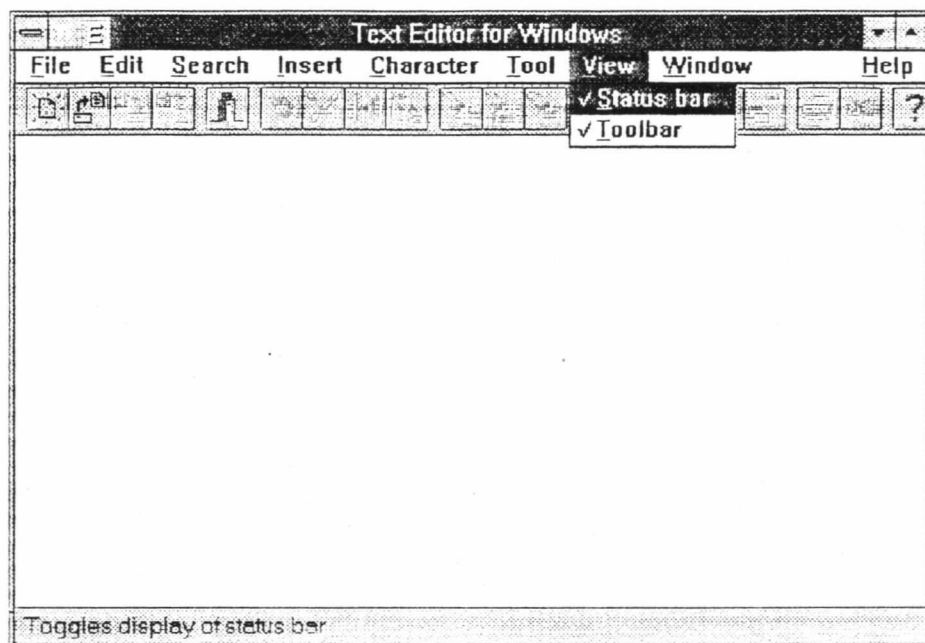 Text Editor for Windows
File Edit Search Insert Character Tool View Window Help
?
✓ Status bar
✓ Toolbar
Toggles display of status bar